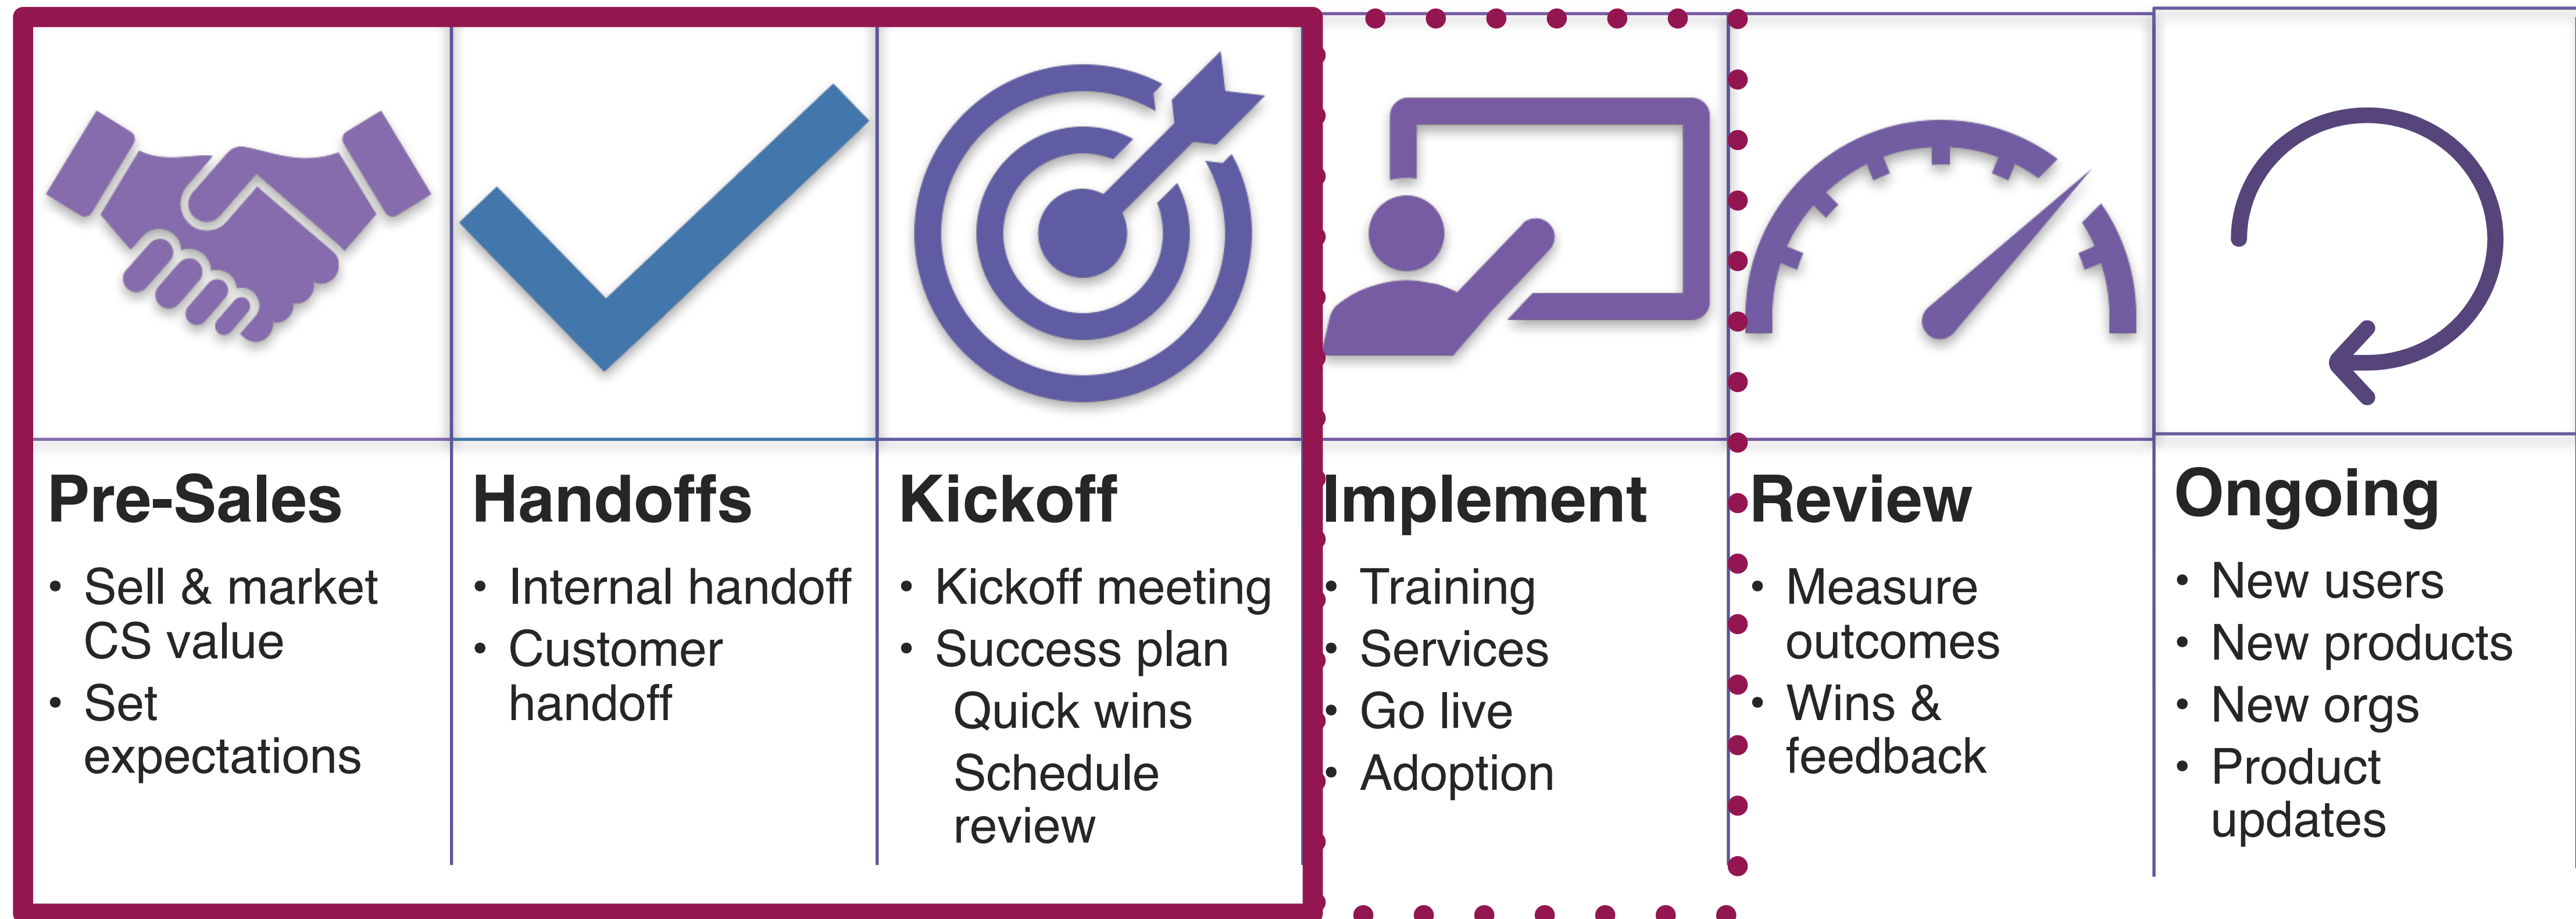 Pre-Sales
• Sell & market
CS value
• Set
expectations
Handoffs
• Internal handoff
• Customer
handoff
Kickoff
• Kickoff meeting
• Success plan
Quick wins
Schedule
review
Implement
• Training
• Services
• Go live
• Adoption
Review
• Measure
outcomes
• Wins &
feedback
Ongoing
• New users
• New products
• New orgs
• Product
updates